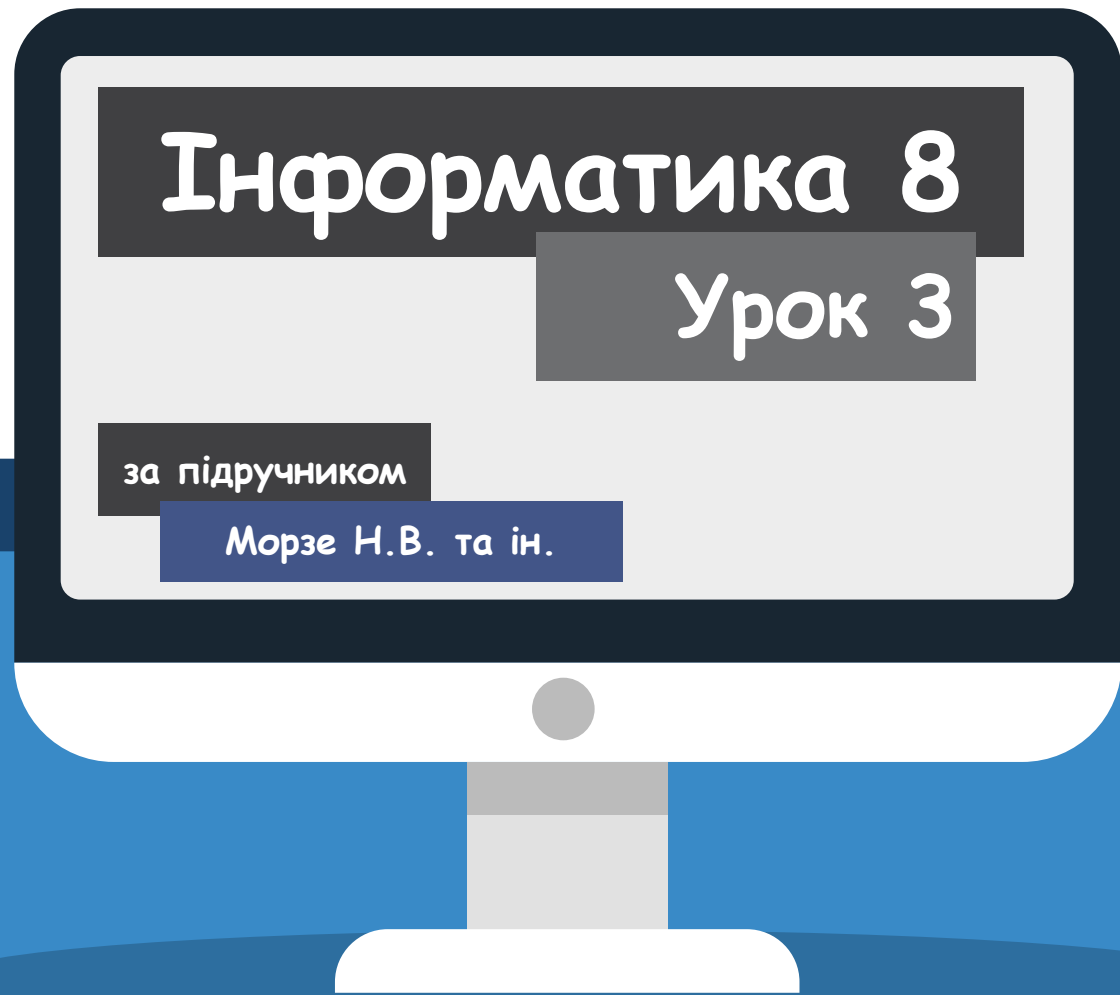 Інформатика 8
Урок 3
за підручником
Морзе Н.В. та ін.